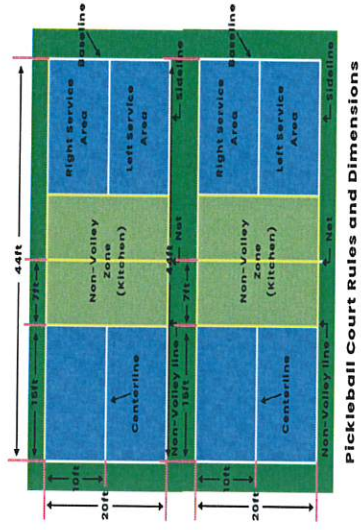 44ft
15ft
7ft
Baseline
10ft
20ft
Centerline
Non-Volley
Zone
(Kitchen)
Right Service
Area
Left Service
Area
Non-Volley line
Net
Sideline
44ft
15ft
7ft
Baseline
10ft
20ft
Centerline
Non-Volley
Zone
(Kitchen)
Right Service
Area
Left Service
Area
Non-Volley line
Net
Sideline
Pickleball Court Rules and Dimensions